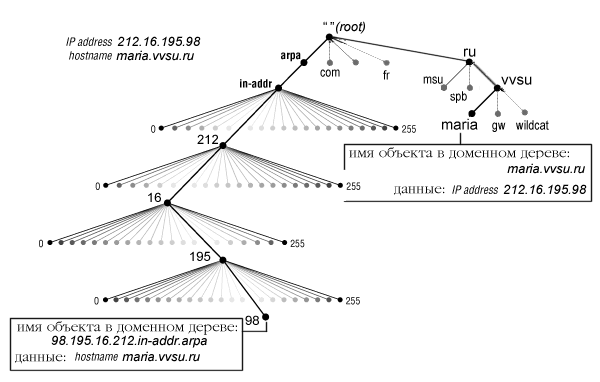 IP address 212.16.195.98
hostname maria.vvsu.ru
“ ” (root)
arpa
com
fr
ru
in-addr
msu
spb
vvsu
maria
gw
wildcat
0
255
212
имя объекта в доменном дереве:
maria.vvsu.ru
данные: IP address 212.16.195.98
0
255
16
0
255
195
0
255
98
имя объекта в доменном дереве:
98.195.16.212.in-addr.arpa
данные: hostname maria.vvsu.ru